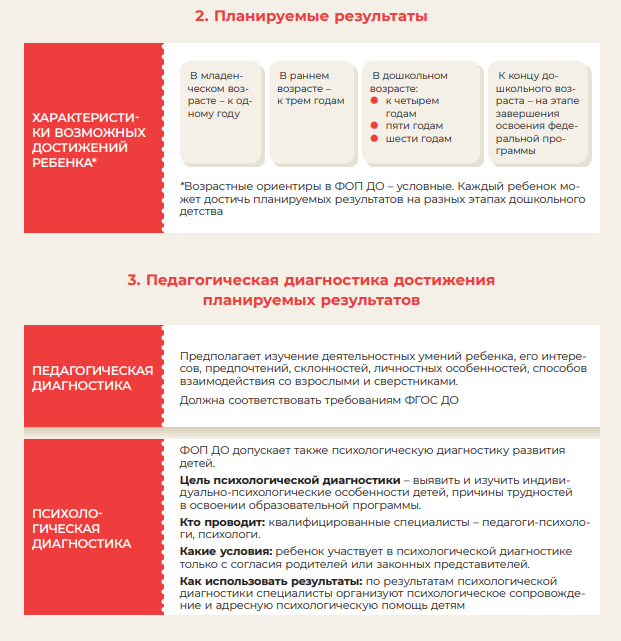 2. Планируемые результаты
ХАРАКТЕРИСТИ-
КИ ВОЗМОЖНЫХ
ДОСТИЖЕНИЙ
РЕБЕНКА*
В младен-
ческом воз-
расте – к од-
ному году
В раннем
возрасте –
к трем годам
В дошкольном
возрасте:
к четырем
годам
пяти годам
шести годам
К концу до-
школьного воз-
раста – на этапе
завершения
освоения феде-
ральной про-
граммы
*Возрастные ориентиры в ФОП ДО – условные. Каждый ребенок мо-
жет достичь планируемых результатов на разных этапах дошкольного
детства
3. Педагогическая диагностика достижения
планируемых результатов
ПЕДАГОГИЧЕСКАЯ
ДИАГНОСТИКА
Предполагает изучение деятельностных умений ребенка, его интере-
сов, предпочтений, склонностей, личностных особенностей, способов
взаимодействия со взрослыми и сверстниками.
Должна соответствовать требованиям ФГОС ДО
ПСИХОЛО-
ГИЧЕСКАЯ
ДИАГНОСТИКА
ФОП ДО допускает также психологическую диагностику развития
детей.
Цель психологической диагностики – выявить и изучить индиви-
дуально-психологические особенности детей, причины трудностей
в освоении образовательной программы.
Кто проводит: квалифицированные специалисты – педагоги-психоло-
ги, психологи.
Какие условия: ребенок участвует в психологической диагностике
только с согласия родителей или законных представителей.
Как использовать результаты: по результатам психологической
диагностики специалисты организуют психологическое сопровожде-
ние и адресную психологическую помощь детям